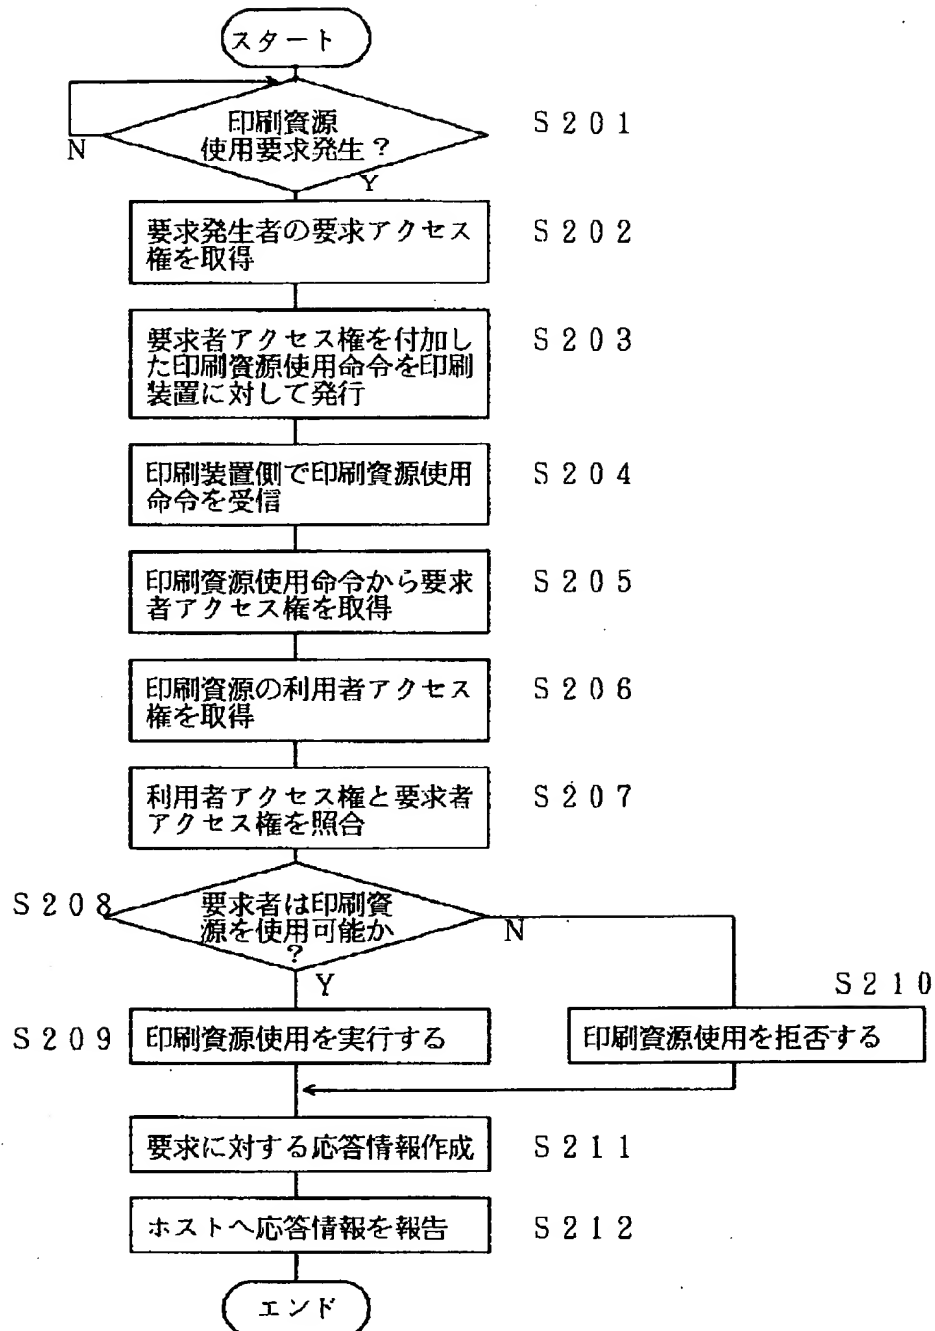 スタート
印刷資源
使用要求発生？
S201
N
Y
要求発生者の要求アクセス
権を取得
S202
要求者アクセス権を付加し
た印刷資源使用命令を印刷
装置に対して発行
S203
印刷装置側で印刷資源使用
命令を受信
S204
印刷資源使用命令から要求
者アクセス権を取得
S205
印刷資源の利用者アクセス
権を取得
S206
利用者アクセス権と要求者
アクセス権を照合
S207
S208
要求者は印刷資
源を使用可能か
？
N
Y
S210
S209
印刷資源使用を実行する
印刷資源使用を拒否する
要求に対する応答情報作成
S211
ホストへ応答情報を報告
S212
エンド